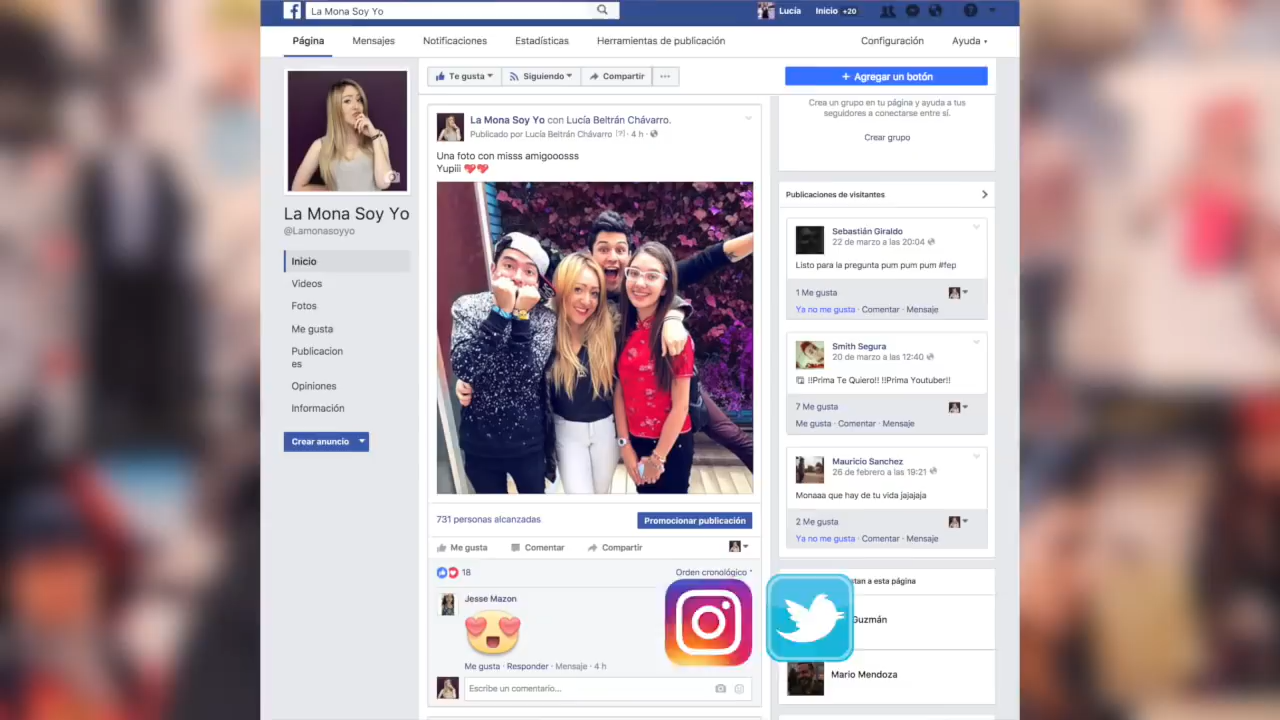 La Mona Soy Yo
Lucía
Inicio +20
Página
Mensajes
Notificaciones
Estadísticas
Herramientas de publicación
Configuración
Ayuda
Te gusta
Siguiendo
Compartir
+ Agregar un botón
La Mona Soy Yo
@Lamonasoyyo
Inicio
Videos
Fotos
Me gusta
Publicacion
es
Opiniones
Información
Crear anuncio
La Mona Soy Yo con Lucía Beltrán Chávarro.
Publicado por Lucía Beltrán Chávarro [?] · 4 h ·
Una foto con misss amigooosss
Yupiii
731 personas alcanzadas
Promocionar publicación
Me gusta
Comentar
Compartir
18
Orden cronológico
Jesse Mazon
Me gusta · Responder · Mensaje · 4 h
Escribe un comentario...
Crea un grupo en tu página y ayuda a tus
seguidores a conectarse entre sí.
Crear grupo
Publicaciones de visitantes
Sebastián Giraldo
22 de marzo a las 20:04
Listo para la pregunta pum pum pum #fep
1 Me gusta
Ya no me gusta · Comentar · Mensaje
Smith Segura
20 de marzo a las 12:40
!!Prima Te Quiero!! !!Prima Youtuber!!
7 Me gusta
Me gusta · Comentar · Mensaje
Mauricio Sanchez
26 de febrero a las 19:21
Monaaa que hay de tu vida jajajaja
2 Me gusta
Ya no me gusta · Comentar · Mensaje
tan a esta página
Guzmán
Mario Mendoza